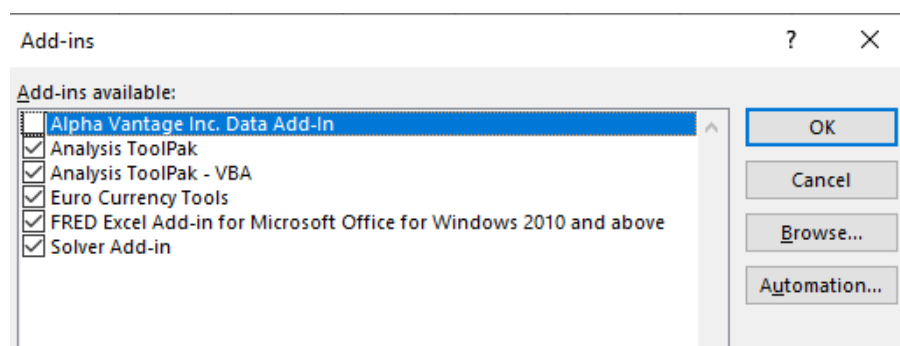 Add-ins
?
Add-ins available:
Alpha Vantage Inc. Data Add-In
Analysis ToolPak
Analysis ToolPak - VBA
Euro Currency Tools
FRED Excel Add-in for Microsoft Office for Windows 2010 and above
Solver Add-in
OK
Cancel
Browse...
Automation...